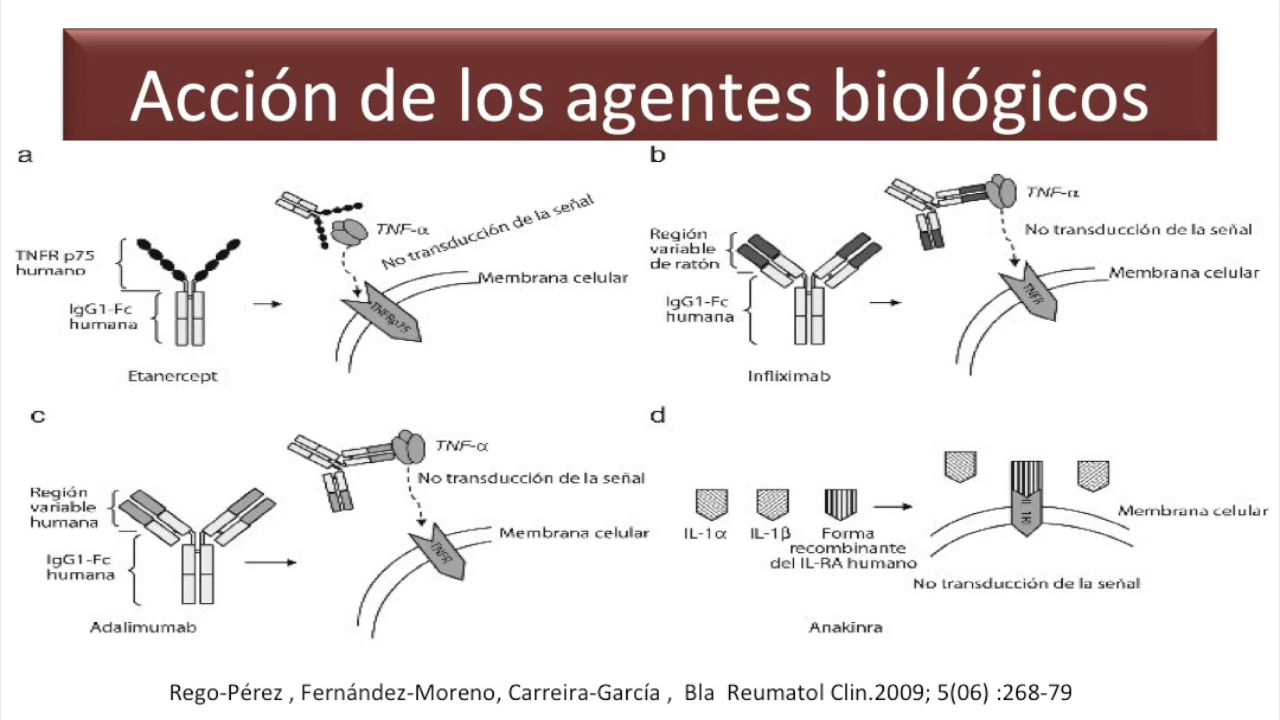 Acción de los agentes biológicos
a
TNFR p75
humano
IgG1-Fc
humana
TNF-α
No transducción de la señal
Membrana celular
TNFRp75
Etanercept
b
Región
variable
de ratón
IgG1-Fc
humana
TNF-α
No transducción de la señal
Membrana celular
TNFR
Infliximab
c
Región
variable
humana
IgG1-Fc
humana
TNF-α
No transducción de la señal
Membrana celular
TNFR
Adalimumab
d
IL-1α
IL-1β
Forma
recombinante
del IL-RA humano
IL 1RI
Membrana celular
No transducción de la señal
Anakinra
Rego-Pérez , Fernández-Moreno, Carreira-García , Bla Reumatol Clin.2009; 5(06) :268-79